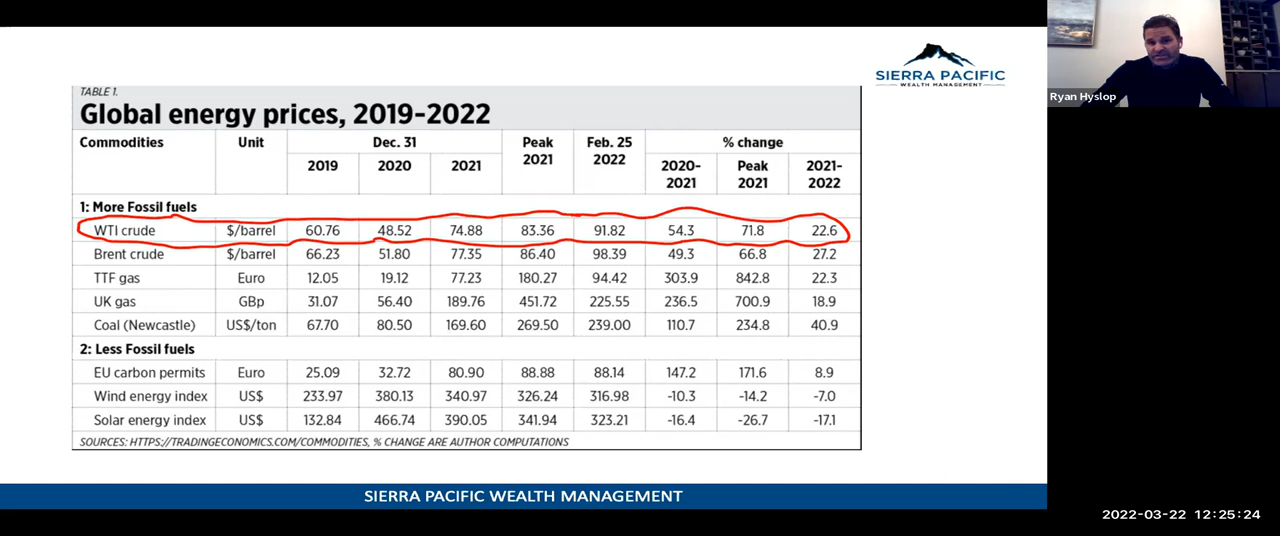 SIERRA PACIFIC
WEALTH MANAGEMENT
Ryan Hyslop
TABLE 1.
Global energy prices, 2019-2022
Commodities Unit Dec. 31 Peak 2021 Feb. 25 2022 % change
2019 2020 2021 2020-2021 Peak 2021 2021-2022
1: More Fossil fuels
WTI crude $/barrel 60.76 48.52 74.88 83.36 91.82 54.3 71.8 22.6
Brent crude $/barrel 66.23 51.80 77.35 86.40 98.39 49.3 66.8 27.2
TTF gas Euro 12.05 19.12 77.23 180.27 94.42 303.9 842.8 22.3
UK gas GBp 31.07 56.40 189.76 451.72 225.55 236.5 700.9 18.9
Coal (Newcastle) US$/ton 67.70 80.50 169.60 269.50 239.00 110.7 234.8 40.9
2: Less Fossil fuels
EU carbon permits Euro 25.09 32.72 80.90 88.88 88.14 147.2 171.6 8.9
Wind energy index US$ 233.97 380.13 340.97 326.24 316.98 -10.3 -14.2 -7.0
Solar energy index US$ 132.84 466.74 390.05 341.94 323.21 -16.4 -26.7 -17.1
SOURCES: HTTPS://TRADINGECONOMICS.COM/COMMODITIES, % CHANGE ARE AUTHOR COMPUTATIONS
SIERRA PACIFIC WEALTH MANAGEMENT
2022-03-22 12:25:24